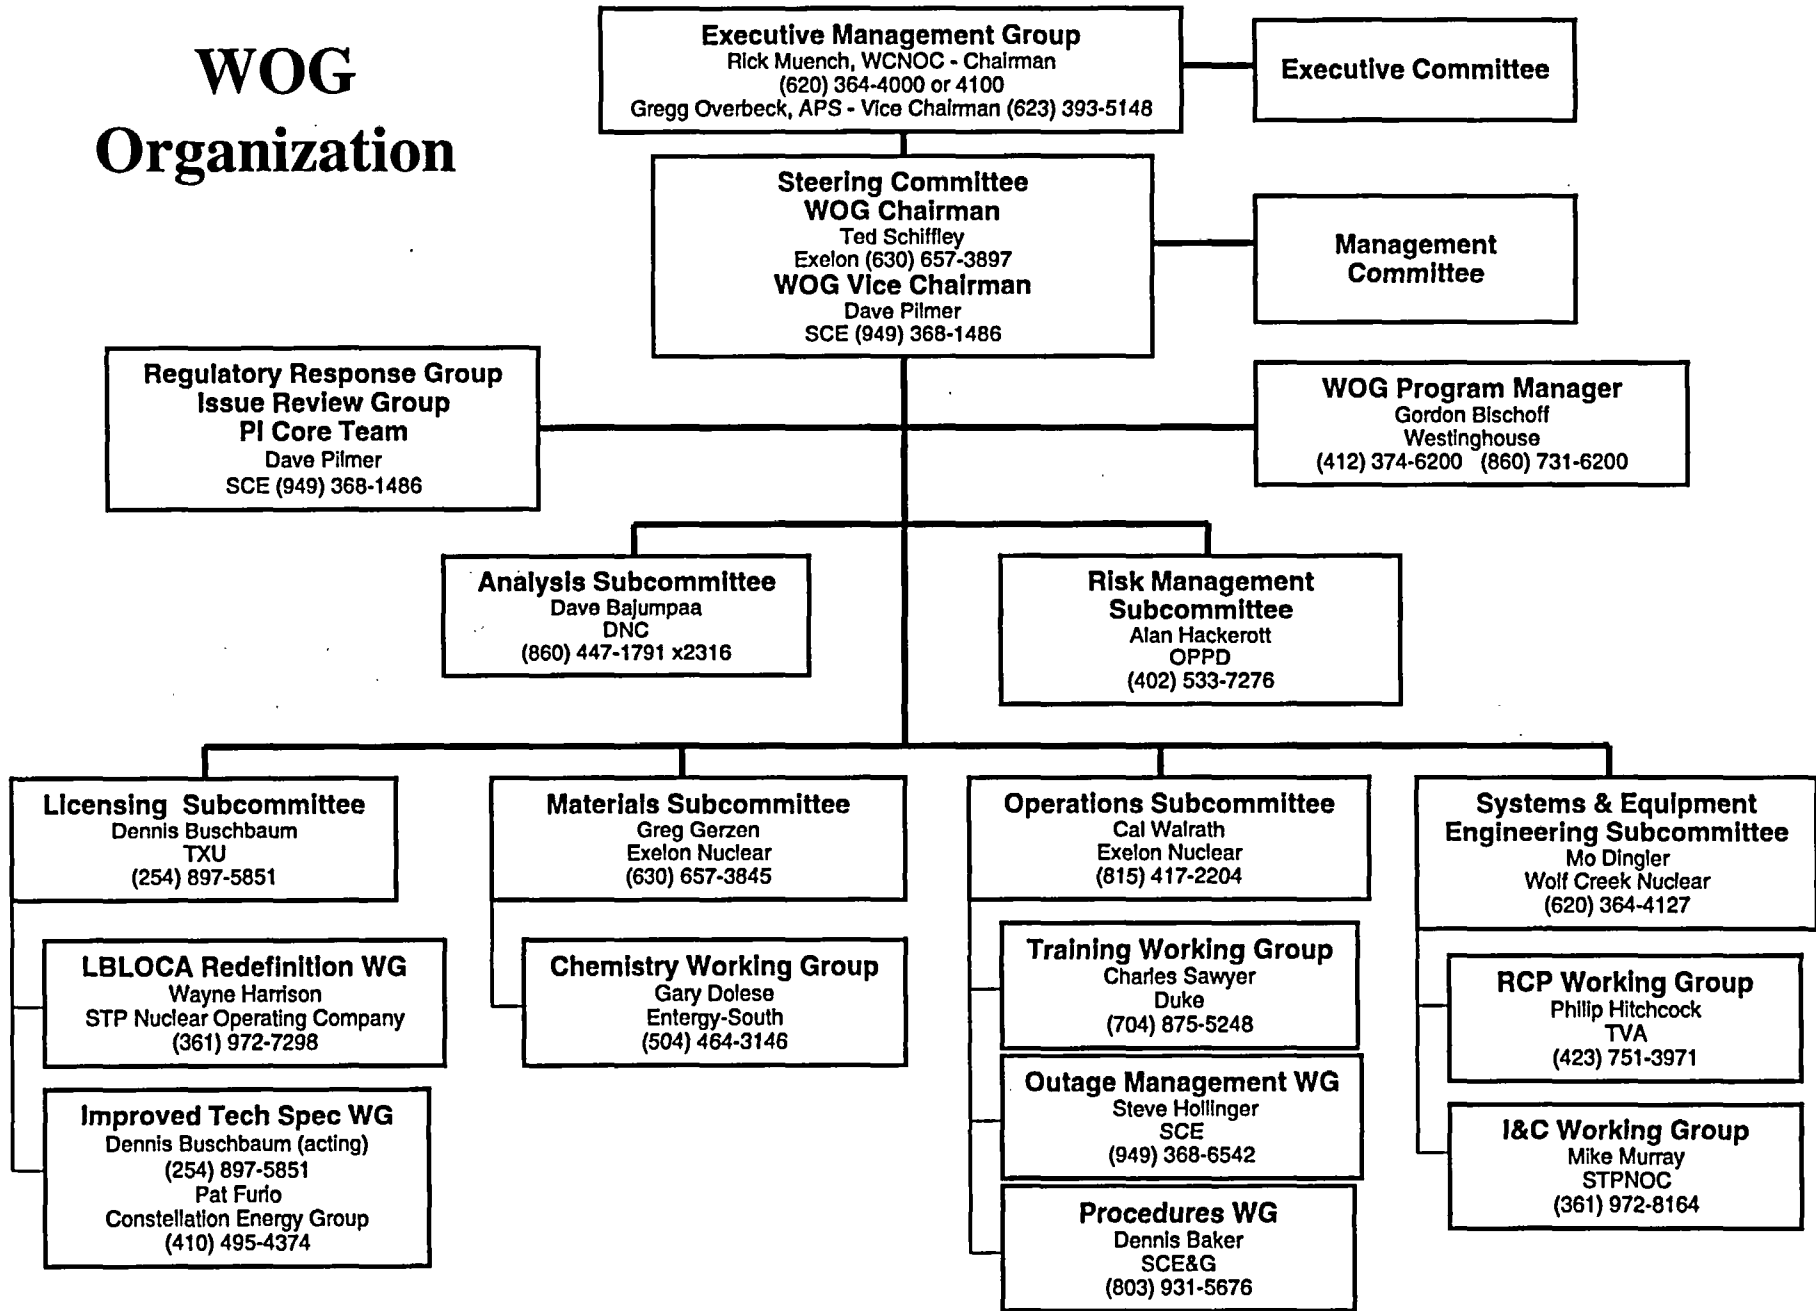 WOG
Organization
Executive Management Group
Rick Muench, WCNOC - Chairman
(620) 364-4000 or 4100
Gregg Overbeck, APS - Vice Chairman (623) 393-5148
Executive Committee
Steering Committee
WOG Chairman
Ted Schiffley
Exelon (630) 657-3897
WOG Vice Chairman
Dave Pilmer
SCE (949) 368-1486
Management
Committee
Regulatory Response Group
Issue Review Group
PI Core Team
Dave Pilmer
SCE (949) 368-1486
WOG Program Manager
Gordon Bischoff
Westinghouse
(412) 374-6200 (860) 731-6200
Analysis Subcommittee
Dave Bajumpaa
DNC
(860) 447-1791 x2316
Risk Management
Subcommittee
Alan Hackerott
OPPD
(402) 533-7276
Licensing Subcommittee
Dennis Buschbaum
TXU
(254) 897-5851
LBLOCA Redefinition WG
Wayne Harrison
STP Nuclear Operating Company
(361) 972-7298
Improved Tech Spec WG
Dennis Buschbaum (acting)
(254) 897-5851
Pat Furio
Constellation Energy Group
(410) 495-4374
Materials Subcommittee
Greg Gerzen
Exelon Nuclear
(630) 657-3845
Chemistry Working Group
Gary Dolese
Entergy-South
(504) 464-3146
Operations Subcommittee
Cal Walrath
Exelon Nuclear
(815) 417-2204
Training Working Group
Charles Sawyer
Duke
(704) 875-5248
Outage Management WG
Steve Hollinger
SCE
(949) 368-6542
Procedures WG
Dennis Baker
SCE&G
(803) 931-5676
Systems & Equipment
Engineering Subcommittee
Mo Dingler
Wolf Creek Nuclear
(620) 364-4127
RCP Working Group
Philip Hitchcock
TVA
(423) 751-3971
I&C Working Group
Mike Murray
STPNOC
(361) 972-8164